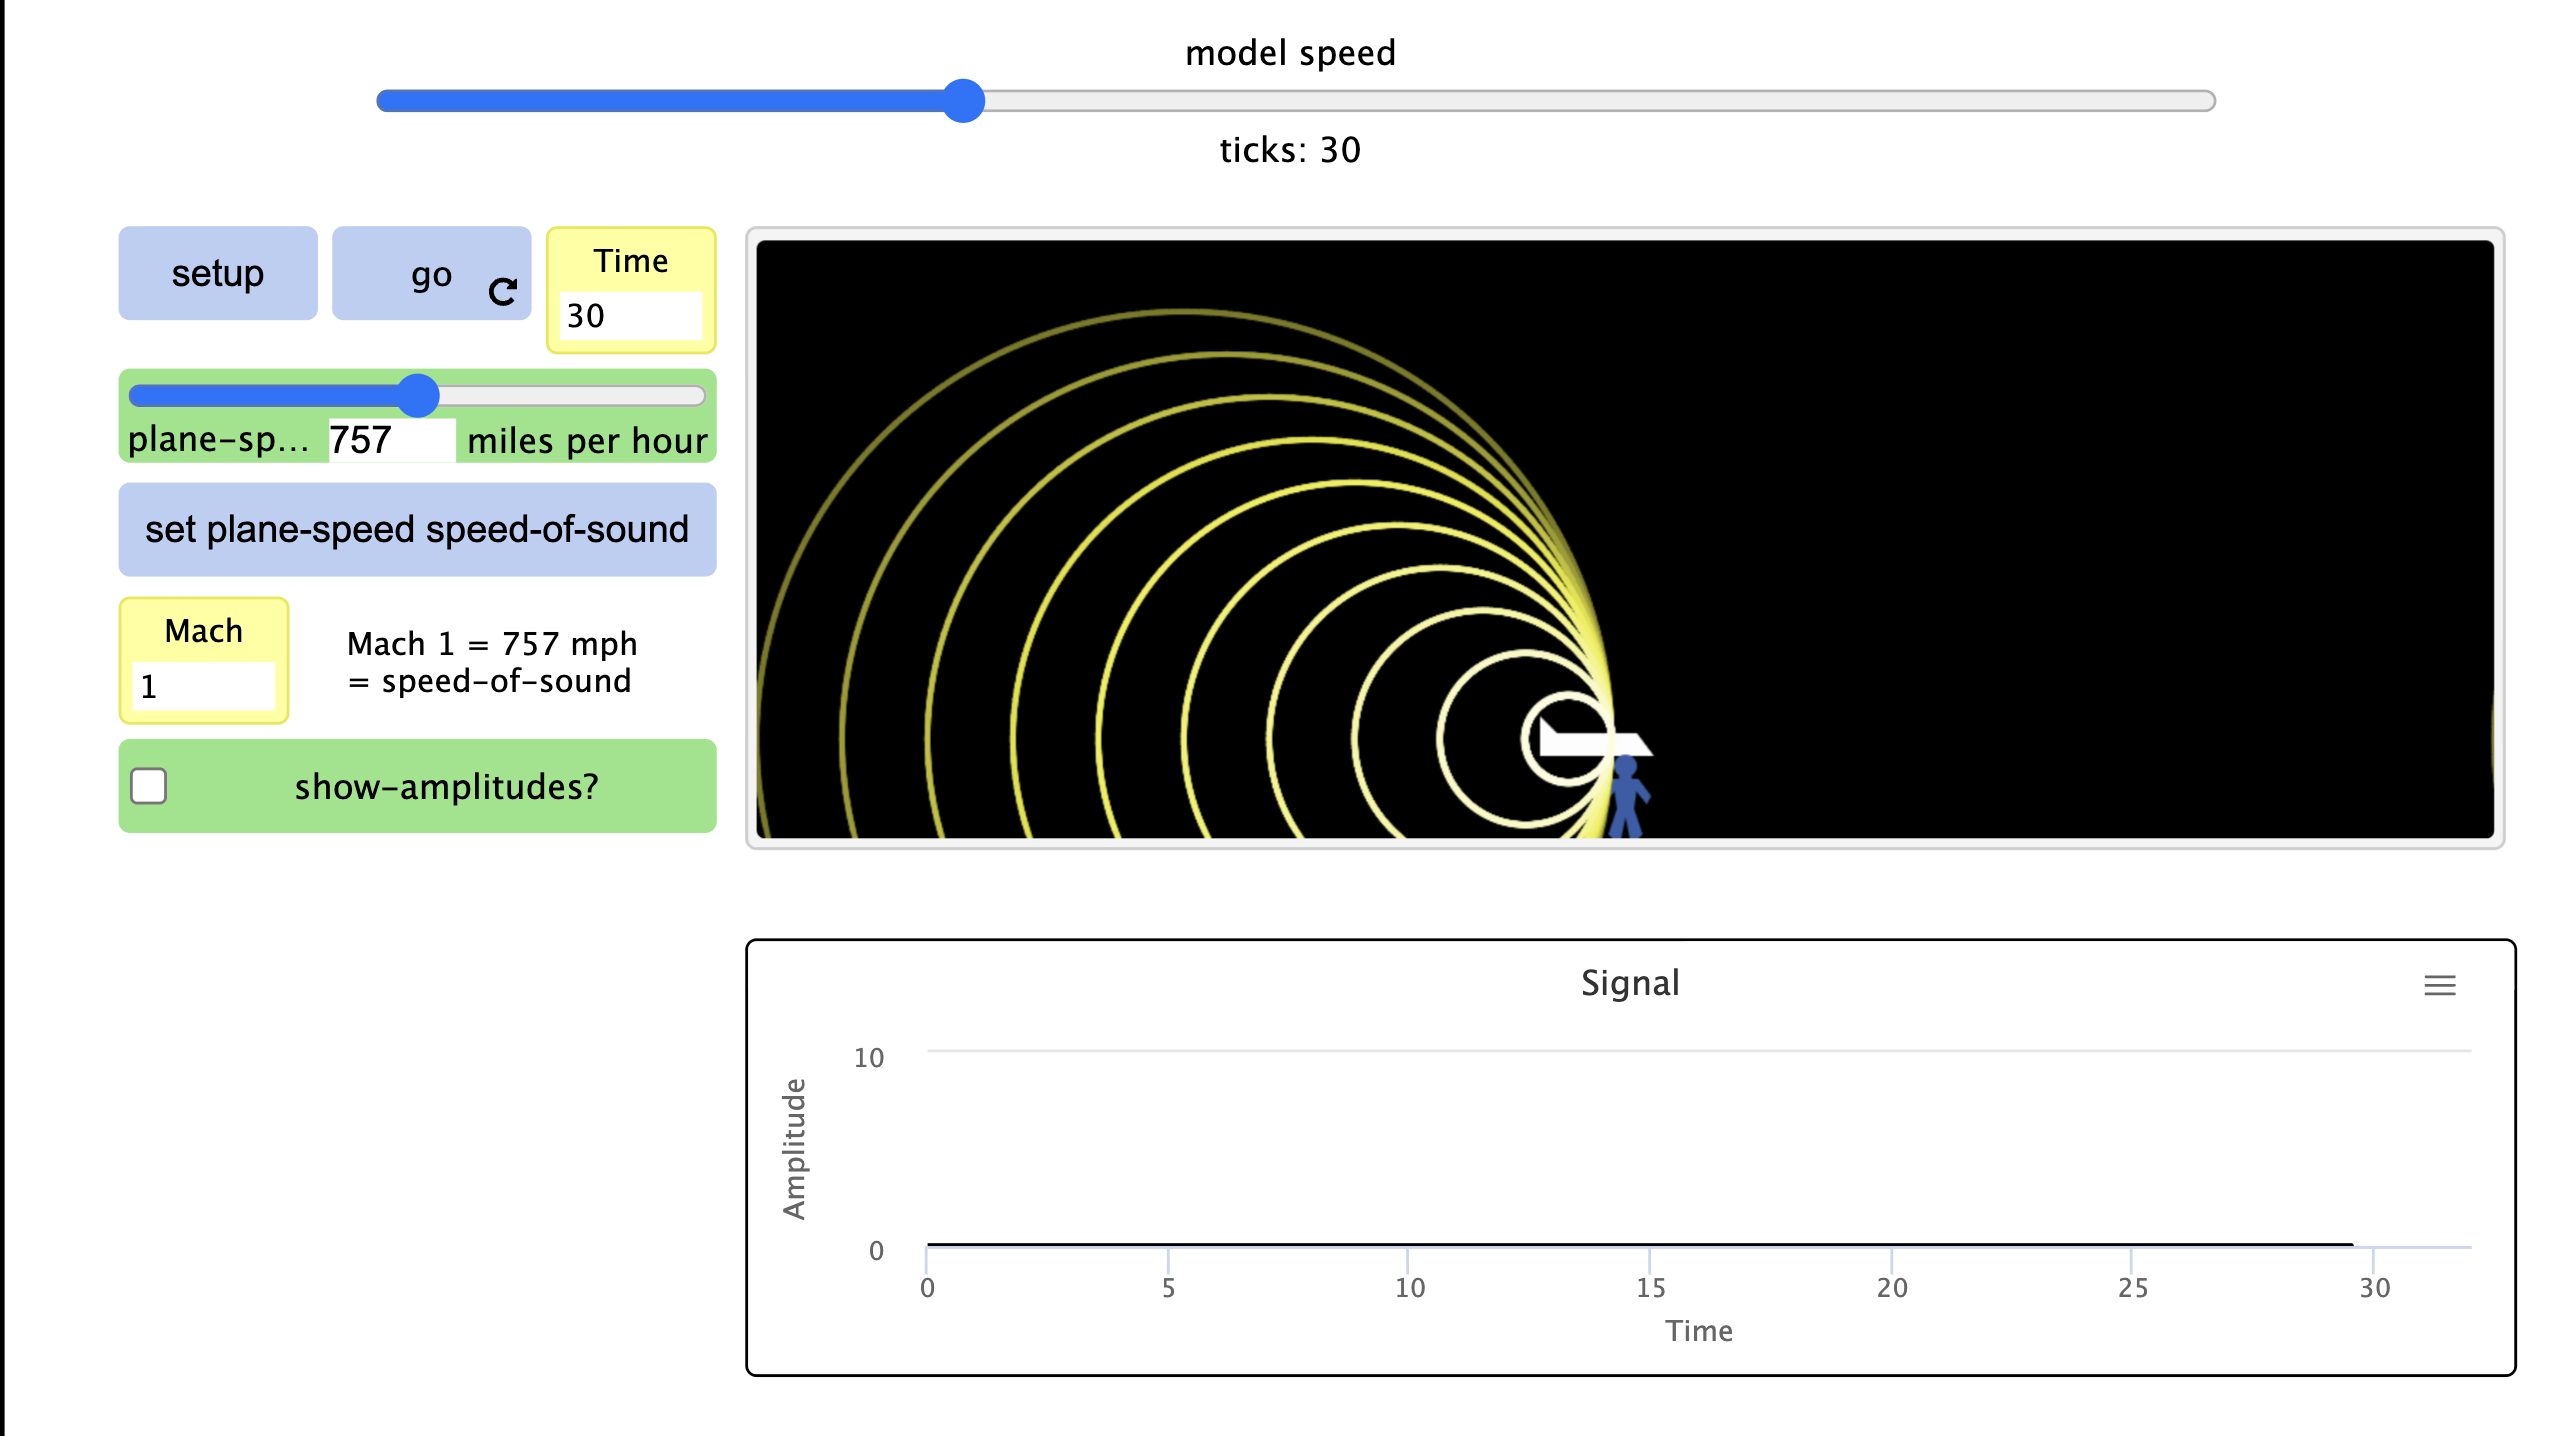 model speed
ticks: 30
setup
go
Time
30
plane-sp... 757 miles per hour
set plane-speed speed-of-sound
Mach
1
Mach 1 = 757 mph
= speed-of-sound
show-amplitudes?
Signal
10
0
Amplitude
0 5 10 15 20 25 30
Time